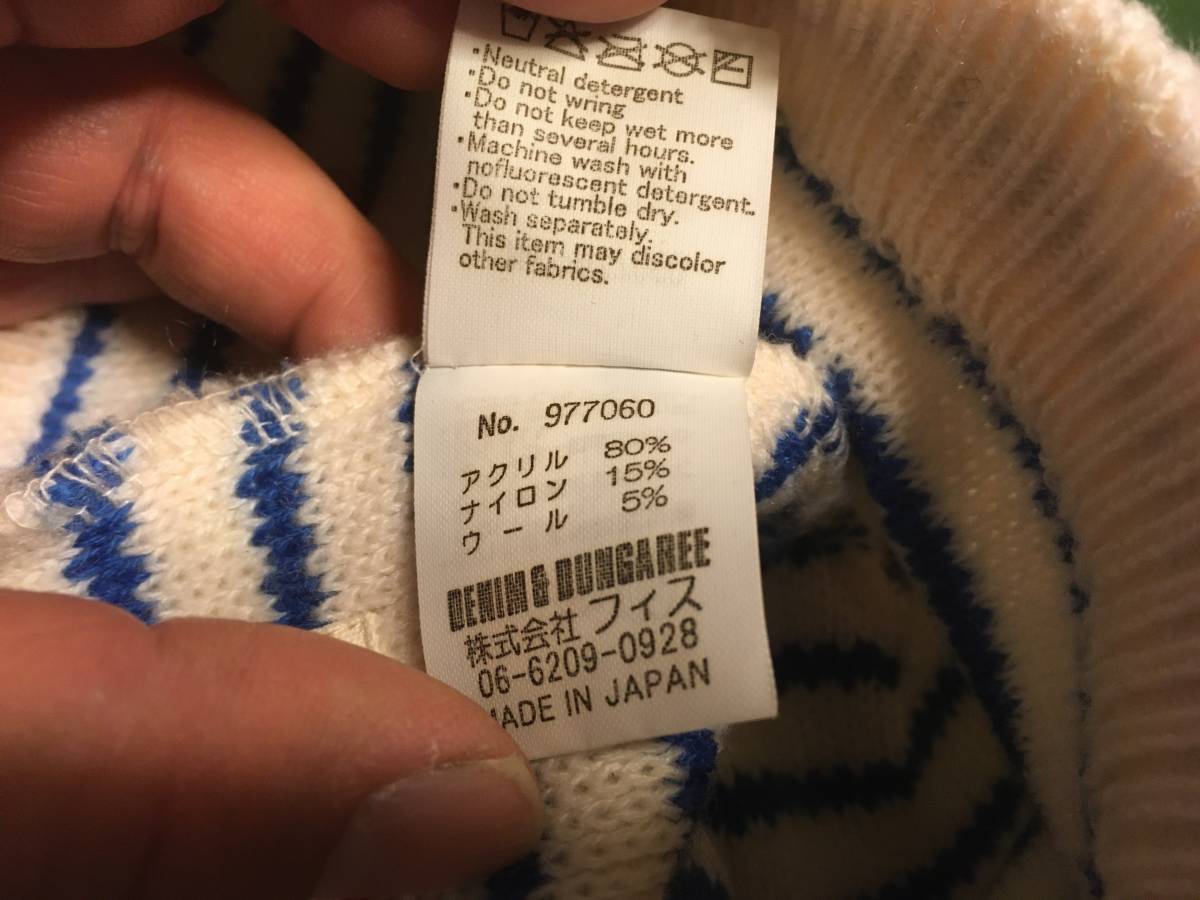 ・Neutral detergent
・Do not wring
・Do not keep wet more
than several hours.
・Machine wash with
nofluorescent detergent.
・Do not tumble dry.
・Wash separately.
This item may discolor
other fabrics.
No. 977060
アクリル 80%
ナイロン 15%
ウール 5%
DENIM & DUNGAREE
株式会社 フィス
06-6209-0928
MADE IN JAPAN